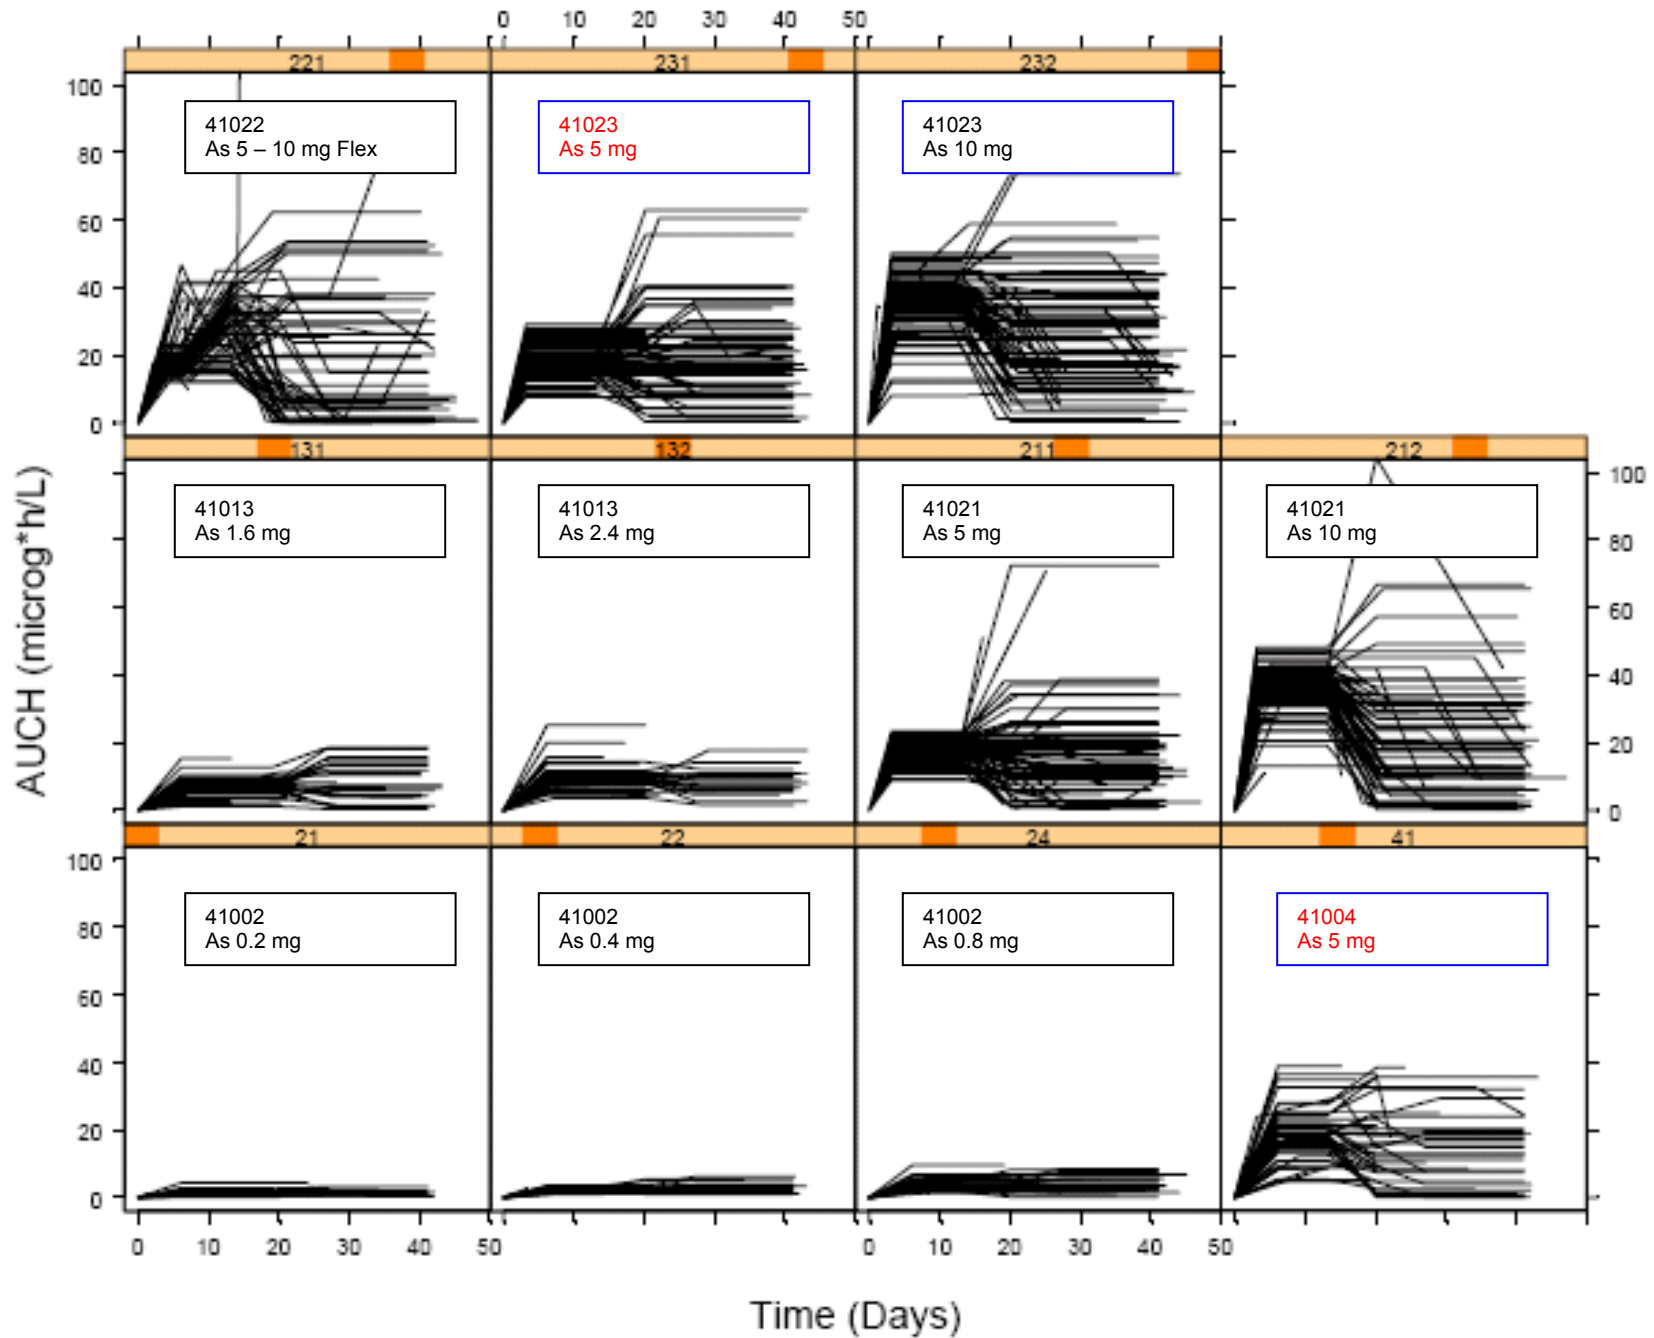 0 10 20 30 40 50
221 231 232
100
80
60
40
20
0
41022
As 5 – 10 mg Flex
41023
As 5 mg
41023
As 10 mg
131 132 211 212
41013
As 1.6 mg
41013
As 2.4 mg
41021
As 5 mg
41021
As 10 mg
100
80
60
40
20
0
AUCH (microg*h/L)
21 22 24 41
100
80
60
40
20
0
41002
As 0.2 mg
41002
As 0.4 mg
41002
As 0.8 mg
41004
As 5 mg
0 10 20 30 40 50 0 10 20 30 40 50
Time (Days)